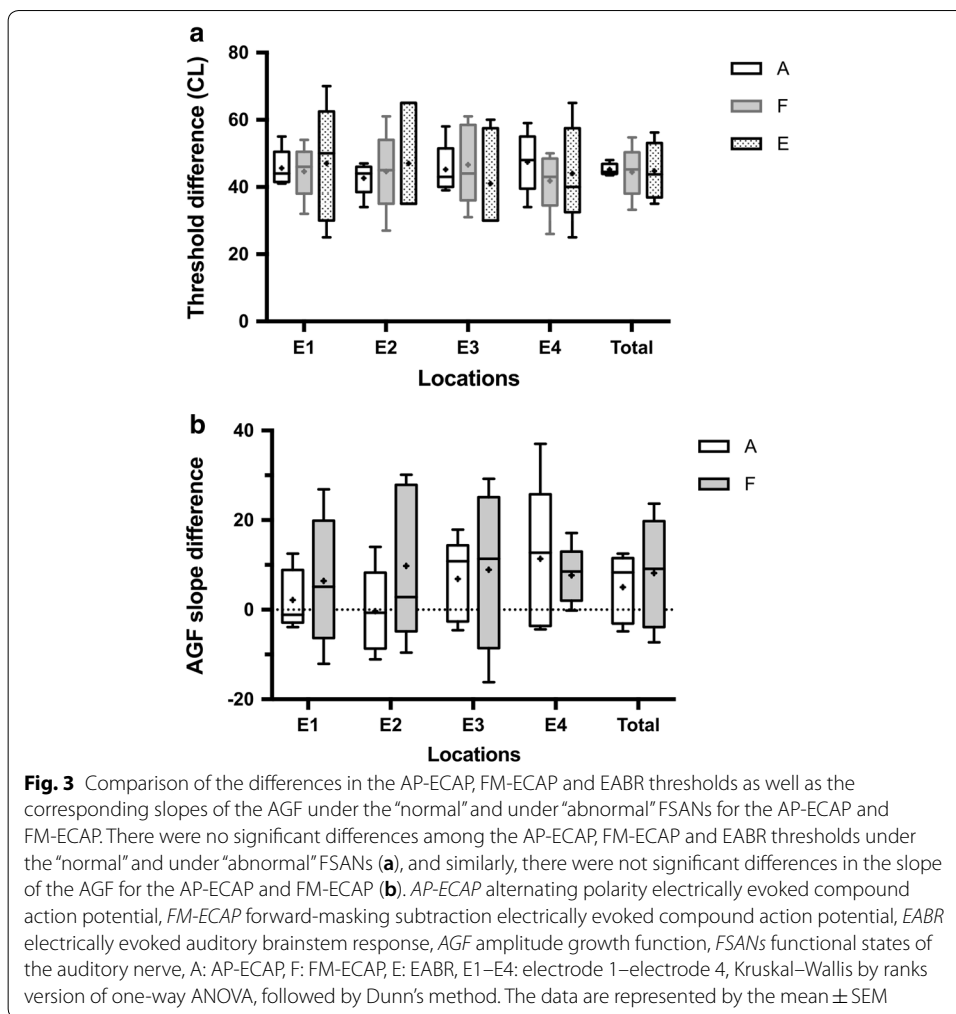 a
Threshold difference (CL)
80
60
40
20
0
E1 E2 E3 E4 Total
Locations
A
F
E
b
AGF slope difference
40
20
0
-20
E1 E2 E3 E4 Total
Locations
A
F
Fig. 3 Comparison of the differences in the AP-ECAP, FM-ECAP and EABR thresholds as well as the
corresponding slopes of the AGF under the “normal” and under “abnormal” FSANs for the AP-ECAP and
FM-ECAP. There were no significant differences among the AP-ECAP, FM-ECAP and EABR thresholds under
the “normal” and under “abnormal” FSANs (a), and similarly, there were not significant differences in the slope
of the AGF for the AP-ECAP and FM-ECAP (b). AP-ECAP alternating polarity electrically evoked compound
action potential, FM-ECAP forward-masking subtraction electrically evoked compound action potential, EABR
electrically evoked auditory brainstem response, AGF amplitude growth function, FSANs functional states of
the auditory nerve, A: AP-ECAP, F: FM-ECAP, E: EABR, E1–E4: electrode 1–electrode 4, Kruskal–Wallis by ranks
version of one-way ANOVA, followed by Dunn’s method. The data are represented by the mean ± SEM